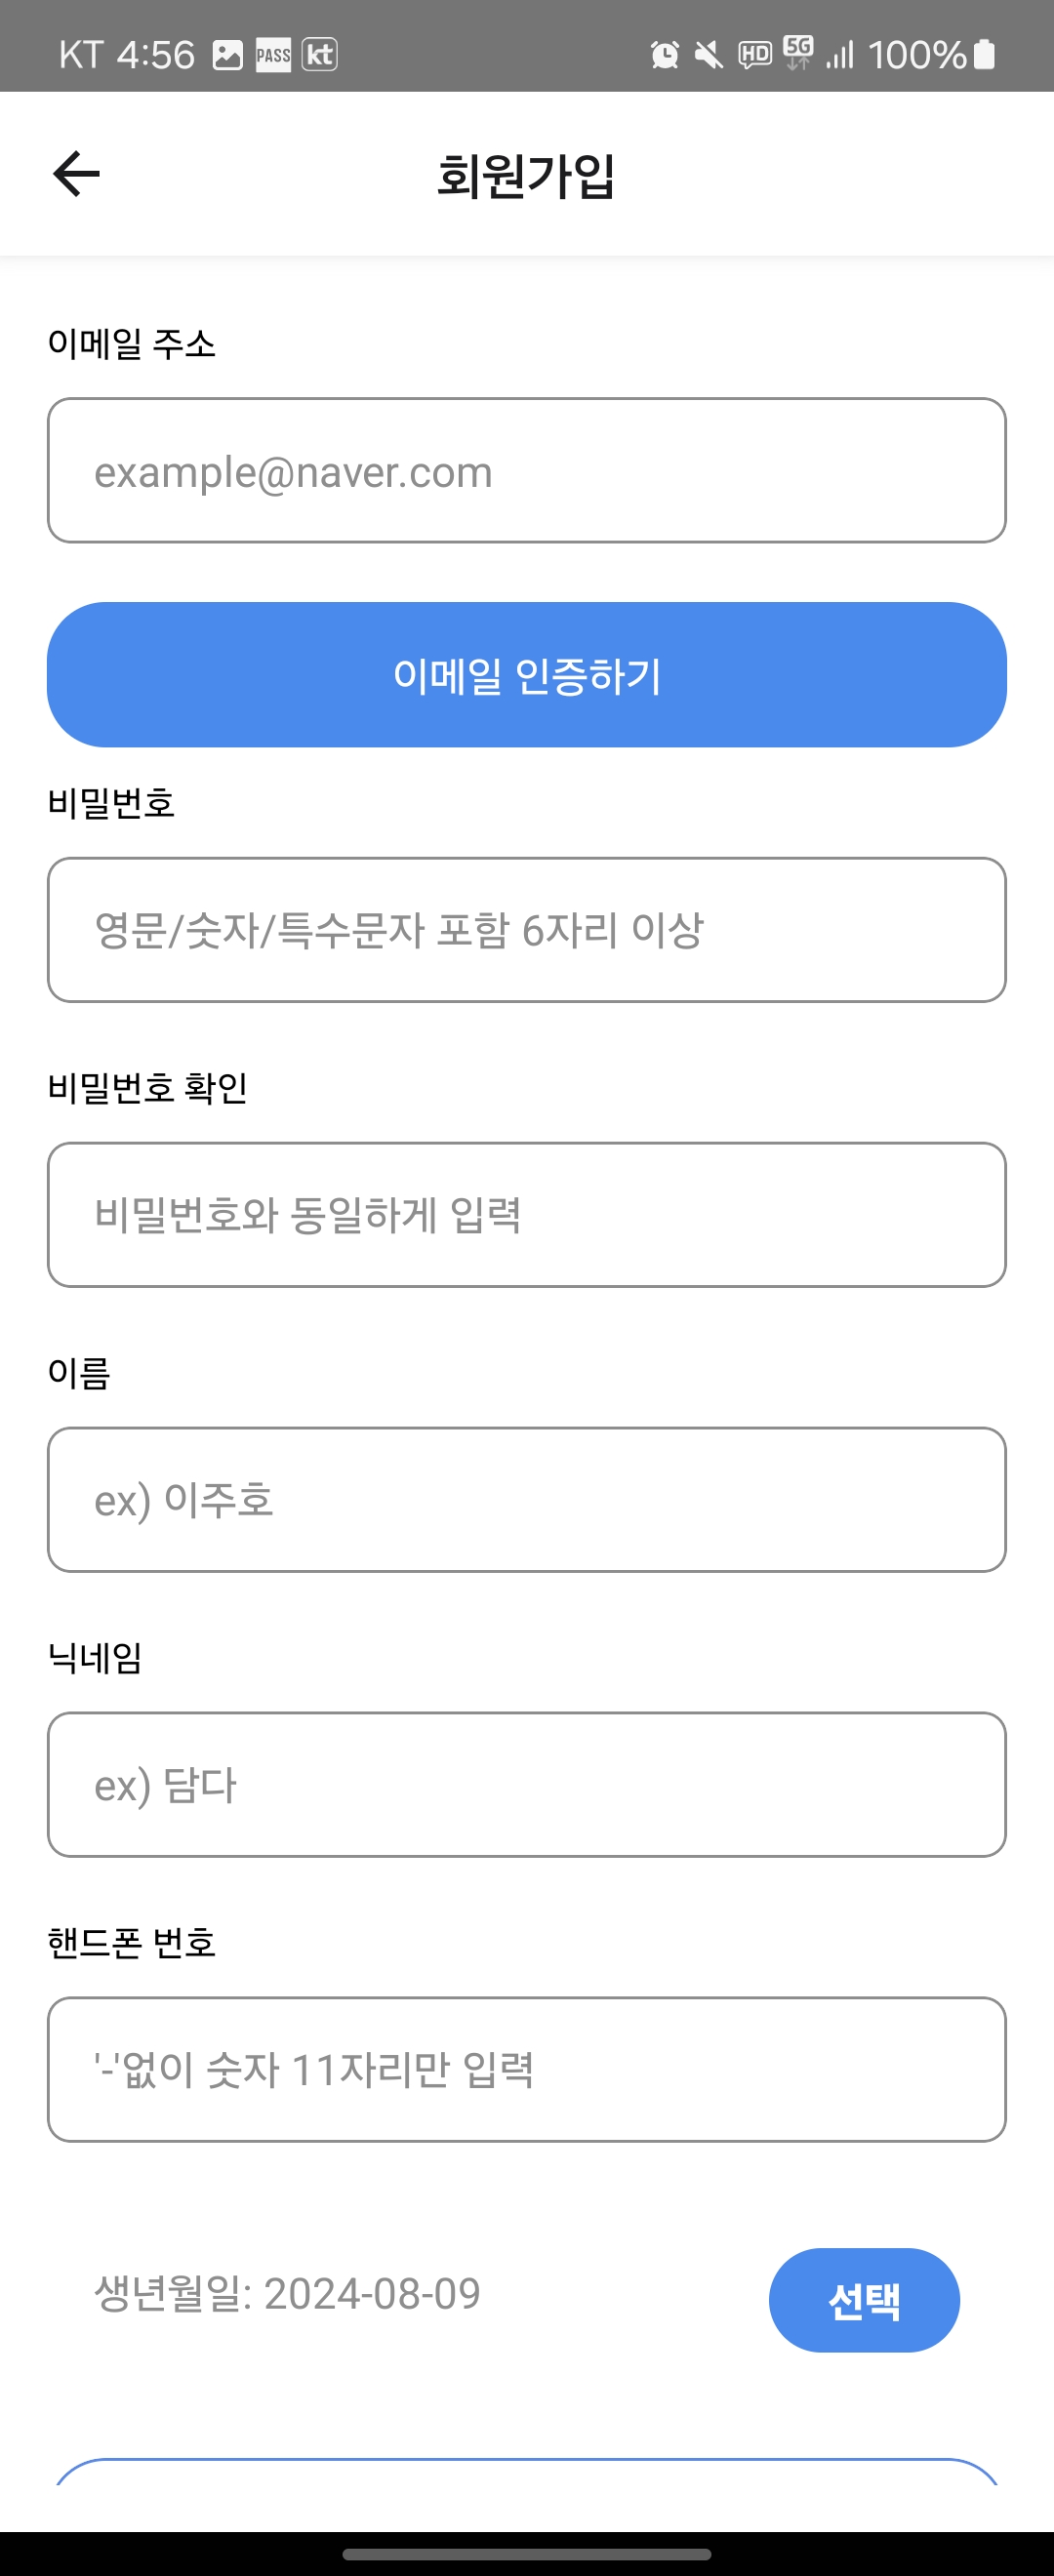 KT 4:56 PASS kt HD 5G 100%
회원가입
이메일 주소
example@naver.com
이메일 인증하기
비밀번호
영문/숫자/특수문자 포함 6자리 이상
비밀번호 확인
비밀번호와 동일하게 입력
이름
ex) 이주호
닉네임
ex) 담다
핸드폰 번호
'-'없이 숫자 11자리만 입력
생년월일: 2024-08-09 선택